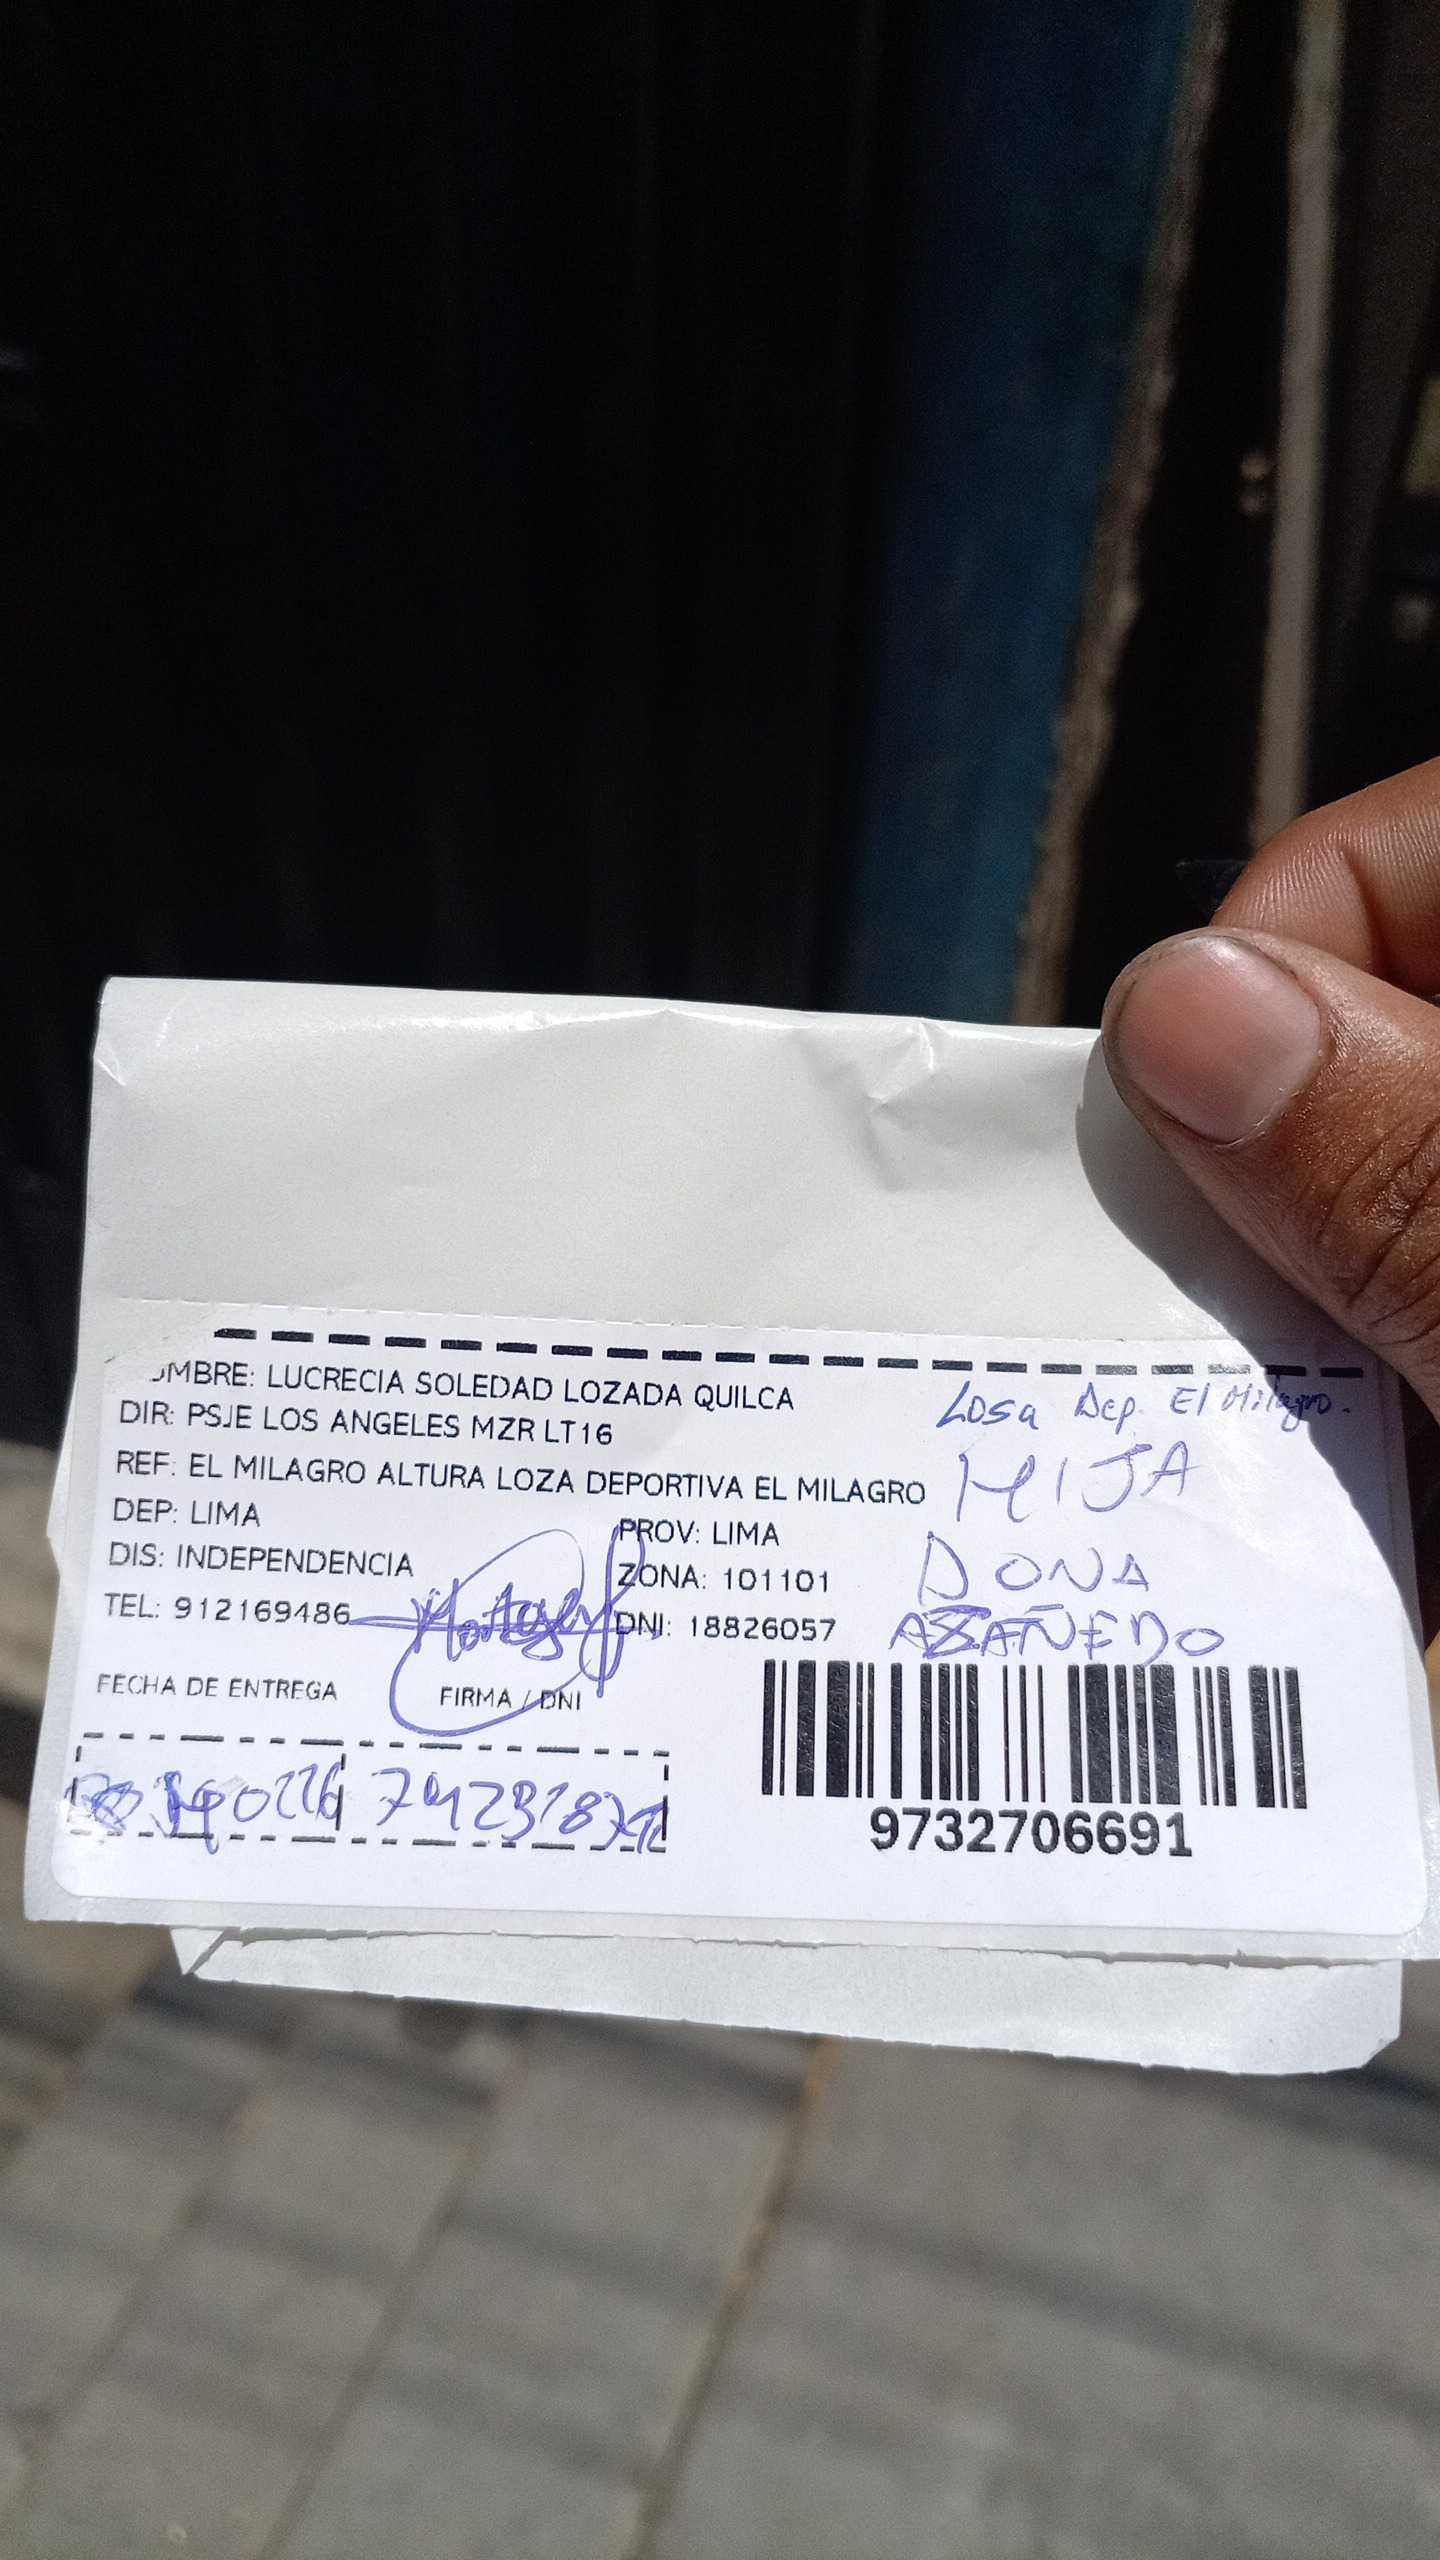 OMBRE: LUCRECIA SOLEDAD LOZADA QUILCA
Losa Dep. El Milagro.
DIR: PSJE LOS ANGELES MZR LT16
REF: EL MILAGRO ALTURA LOZA DEPORTIVA EL MILAGRO
HIJA
DEP: LIMA PROV: LIMA
DIS: INDEPENDENCIA ZONA: 101101
DONA
TEL: 912169486 DNI: 18826057
AZAÑEDO
FECHA DE ENTREGA FIRMA / DNI
9732706691